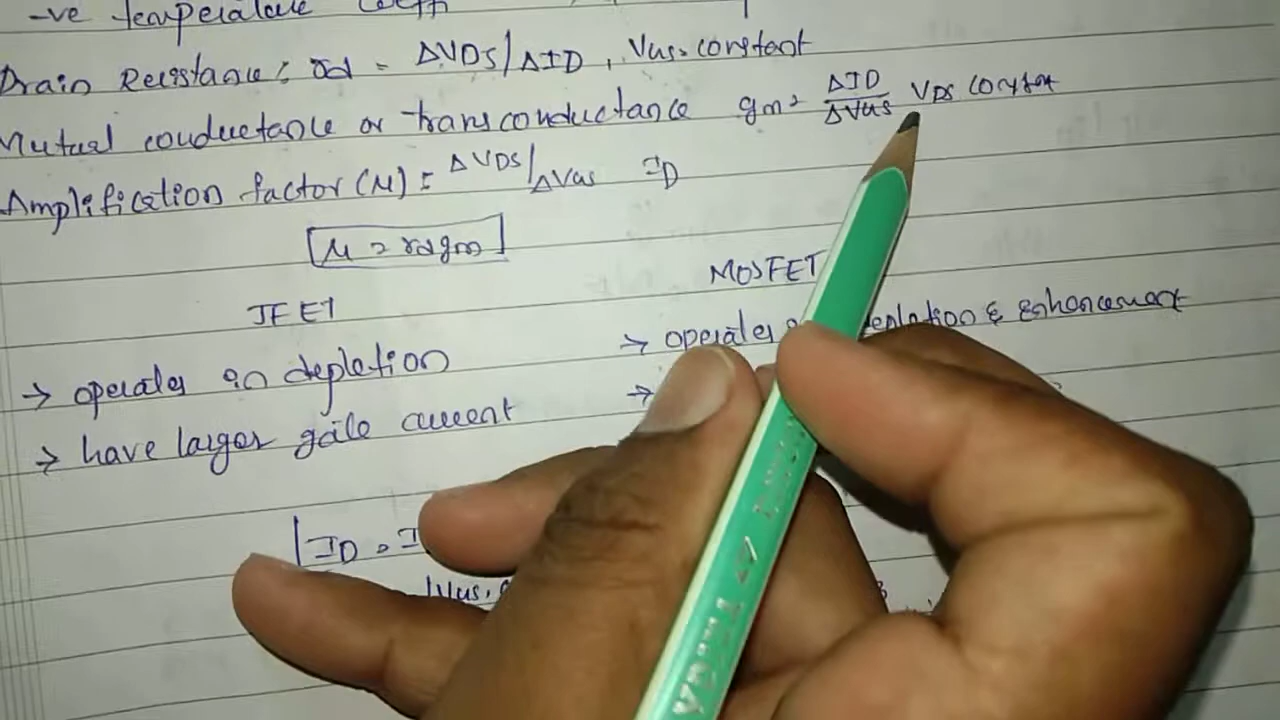 -ve temperature coeff
Drain Resistance: rd = ΔVDS/ΔID, VGS = constant
Mutual conductance or transconductance gm = ΔID/ΔVGS VDS constant
Amplification factor (μ) = ΔVDS/ΔVGS ID
μ = rdgm
JFET MOSFET
→ operates in depletion → operates depletion & Enhancement
→ have larger gate current →
ID = I
VGS